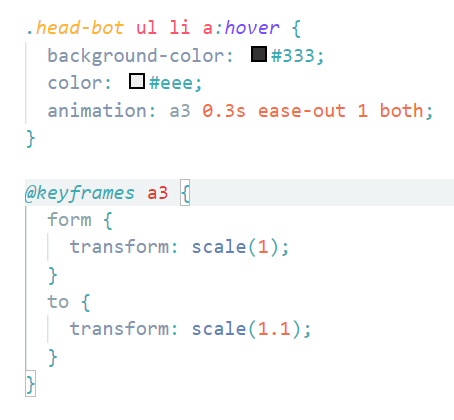 .head-bot ul li a:hover {
background-color: #333;
color: #eee;
animation: a3 0.3s ease-out 1 both;
}
@keyframes a3 {
form {
transform: scale(1);
}
to {
transform: scale(1.1);
}
}